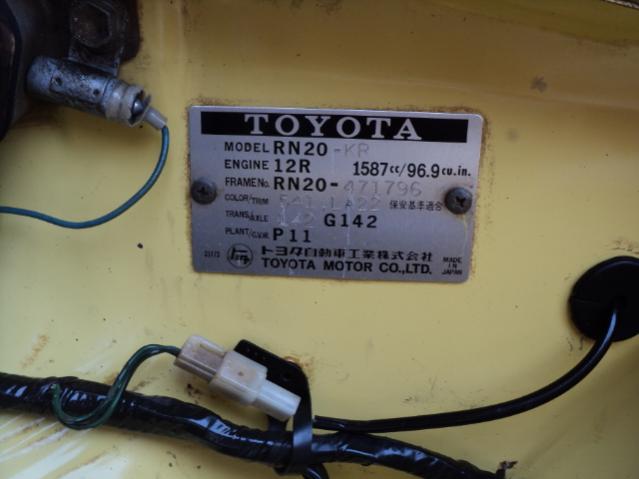 TOYOTA
MODEL RN20-KR
ENGINE 12R 1587cc/96.9cu.in.
FRAME No. RN20-471796
COLOR/TRIM 541 LA22 保安基準適合
TRANS/AXLE G142
PLANT/G.V.W. P11
トヨタ自動車工業株式会社
TOYOTA MOTOR CO.,LTD.
MADE IN JAPAN